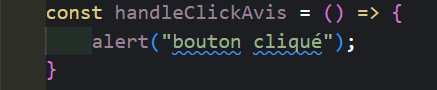 const handleClickAvis = () => {
    alert("bouton cliqué");
}